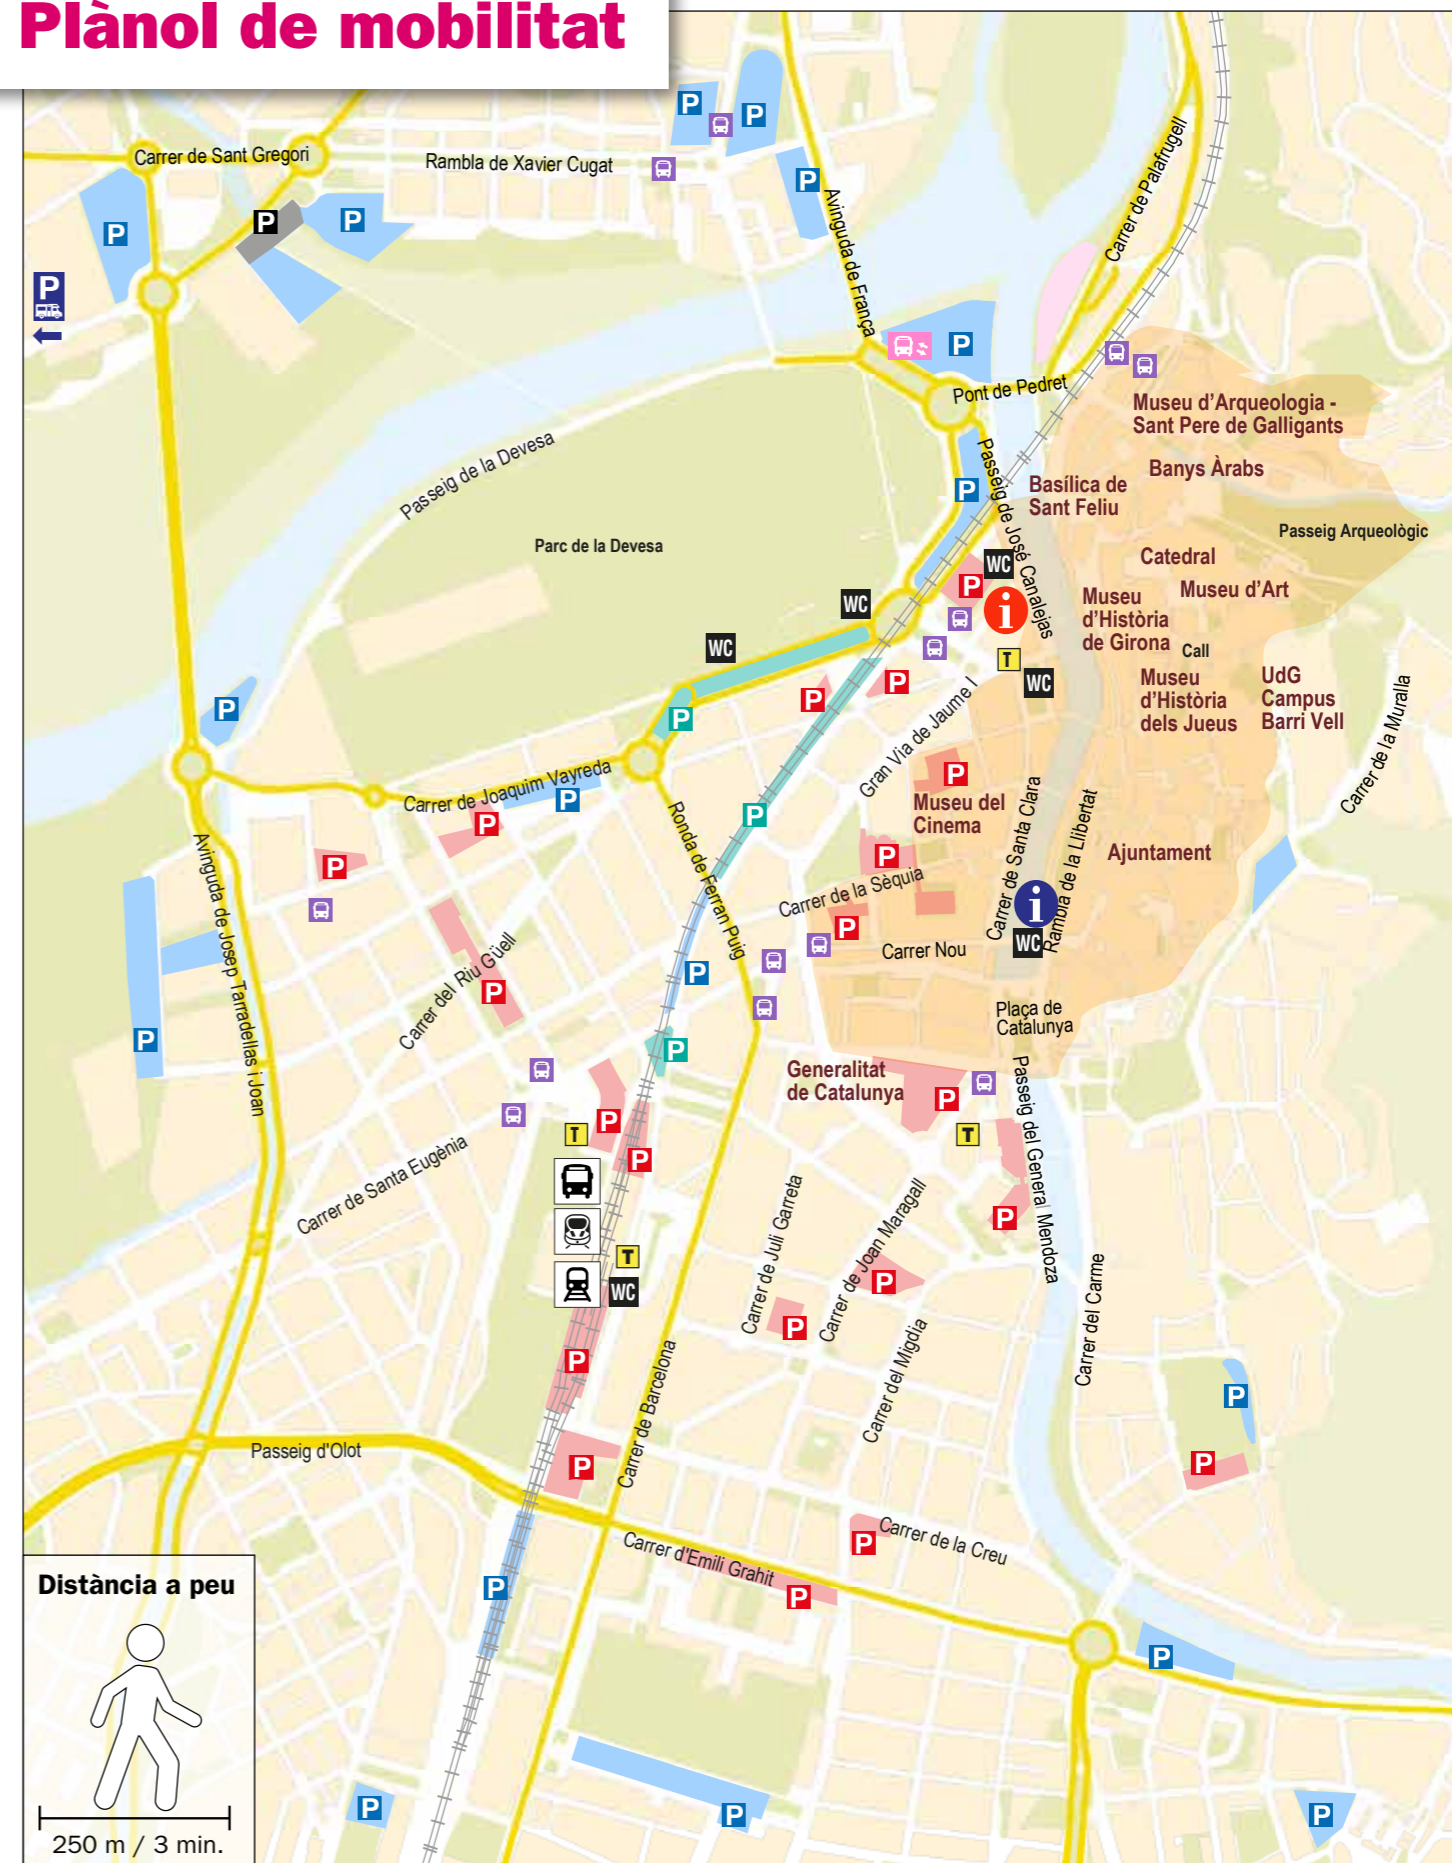 Plànol de mobilitat
P
P
P
Carrer de Sant Gregori
Rambla de Xavier Cugat
P
P
P
P
Avinguda de França
Carrer de Palafrugell
P
P
Pont de Pedret
Museu d'Arqueologia -
Sant Pere de Galligants
Banys Àrabs
Passeig de la Devesa
P
Passeig de José Canalejas
Basílica de
Sant Feliu
Passeig Arqueològic
Parc de la Devesa
Catedral
WC
P
Museu d'Art
WC
i
Museu
d'Història
de Girona
Call
WC
T
WC
Museu
d'Història
dels Jueus
UdG
Campus
Barri Vell
Carrer de la Muralla
P
P
P
P
Gran Via de Jaume I
Carrer de Joaquim Vayreda
P
P
P
Museu del
Cinema
P
P
Ronda de Ferran Puig
Carrer de Santa Clara
Rambla de la Llibertat
Ajuntament
P
P
Avinguda de Josep Tarradellas i Joan
Carrer de la Sèquia
i
P
WC
Carrer Nou
Carrer del Riu Güell
P
P
Plaça de
Catalunya
P
P
Generalitat
de Catalunya
P
Passeig del General Mendoza
P
T
T
P
Carrer de Santa Eugènia
Carrer de Juli Garreta
Carrer de Joan Maragall
P
T
WC
P
P
Carrer del Carme
Carrer del Migdia
P
Carrer de Barcelona
P
Passeig d'Olot
P
P
Carrer d'Emili Grahit
P
Carrer de la Creu
P
P
P
Distància a peu
250 m / 3 min.
P
P
P